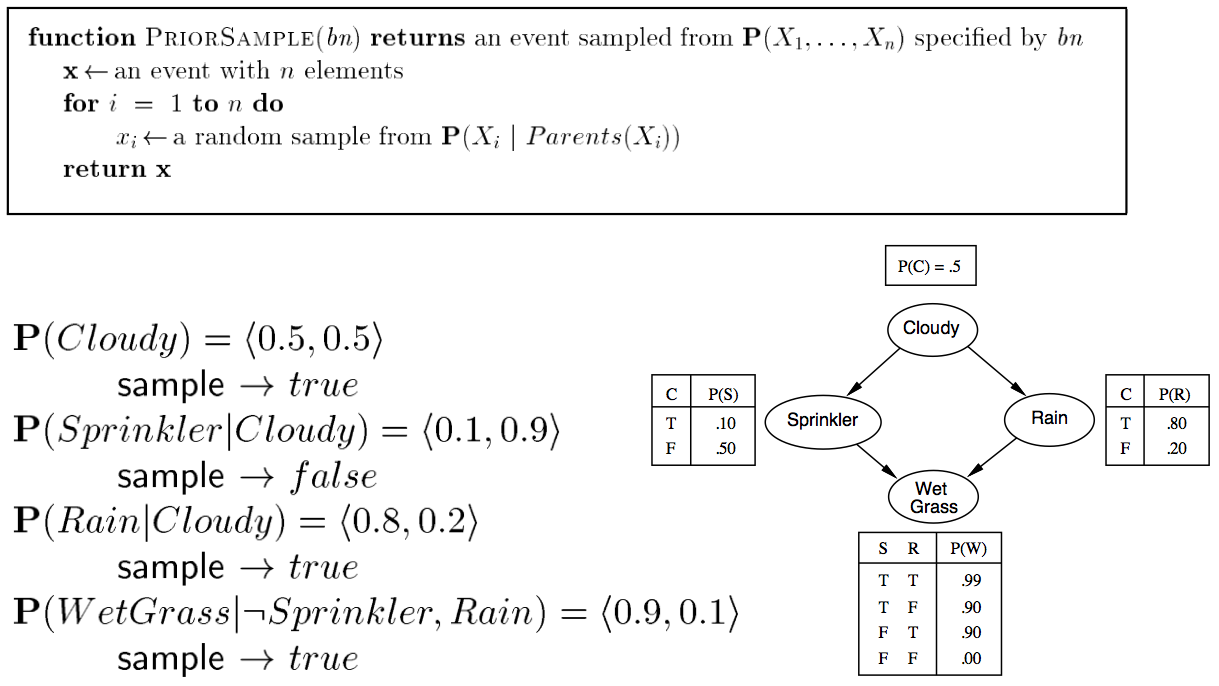 function PRIORSAMPLE(bn) returns an event sampled from P(X₁, . . . , Xₙ) specified by bn
x ← an event with n elements
for i = 1 to n do
xᵢ ← a random sample from P(Xᵢ | Parents(Xᵢ))
return x
P(Cloudy) = ⟨0.5, 0.5⟩
sample → true
P(Sprinkler|Cloudy) = ⟨0.1, 0.9⟩
sample → false
P(Rain|Cloudy) = ⟨0.8, 0.2⟩
sample → true
P(WetGrass|¬Sprinkler, Rain) = ⟨0.9, 0.1⟩
sample → true
P(C) = .5
Cloudy
C P(S)
T .10
F .50
Sprinkler
Rain
C P(R)
T .80
F .20
Wet
Grass
S R P(W)
T T .99
T F .90
F T .90
F F .00